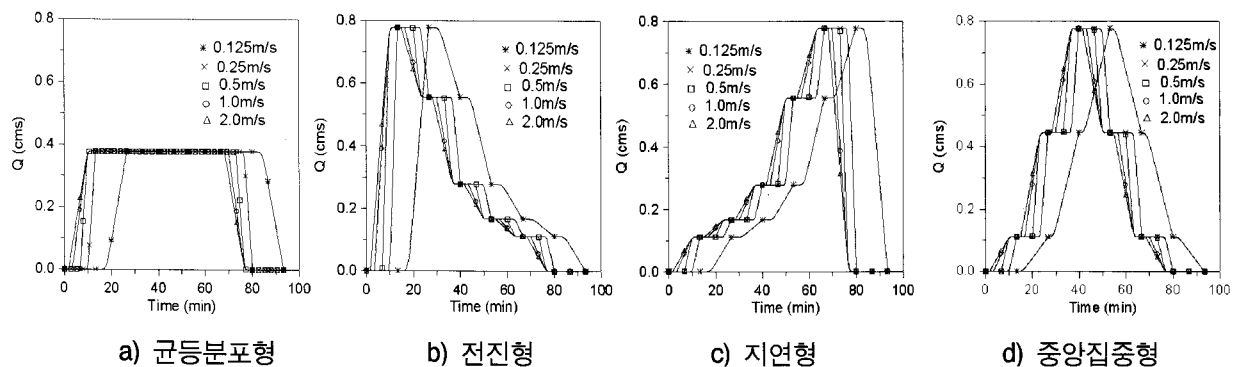 0.8
0.6
0.4
0.2
0.0
Q (cms)
0.125m/s
0.25m/s
0.5m/s
1.0m/s
2.0m/s
0 20 40 60 80 100
Time (min)
a) 균등분포형
0.8
0.6
0.4
0.2
0.0
Q (cms)
0.125m/s
0.25m/s
0.5m/s
1.0m/s
2.0m/s
0 20 40 60 80 100
Time (min)
b) 전진형
0.8
0.6
0.4
0.2
0.0
Q (cms)
0.125m/s
0.25m/s
0.5m/s
1.0m/s
2.0m/s
0 20 40 60 80 100
Time (min)
c) 지연형
0.8
0.6
0.4
0.2
0.0
Q (cms)
0.125m/s
0.25m/s
0.5m/s
1.0m/s
2.0m/s
0 20 40 60 80 100
Time (min)
d) 중앙집중형